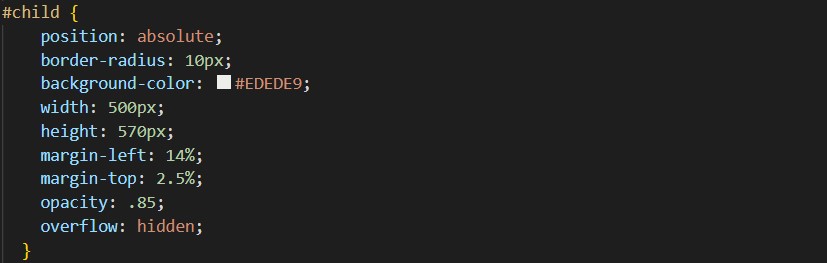 #child {
position: absolute;
border-radius: 10px;
background-color: #EDEDE9;
width: 500px;
height: 570px;
margin-left: 14%;
margin-top: 2.5%;
opacity: .85;
overflow: hidden;
}